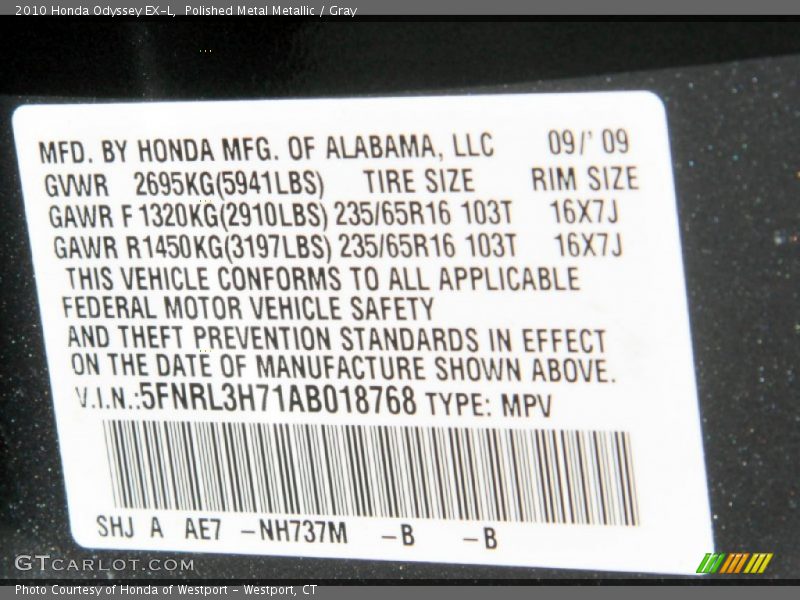 2010 Honda Odyssey EX-L, Polished Metal Metallic / Gray
MFD. BY HONDA MFG. OF ALABAMA, LLC 09/' 09
GVWR 2695KG(5941LBS) TIRE SIZE RIM SIZE
GAWR F 1320KG(2910LBS) 235/65R16 103T 16X7J
GAWR R1450KG(3197LBS) 235/65R16 103T 16X7J
THIS VEHICLE CONFORMS TO ALL APPLICABLE
FEDERAL MOTOR VEHICLE SAFETY
AND THEFT PREVENTION STANDARDS IN EFFECT
ON THE DATE OF MANUFACTURE SHOWN ABOVE.
V.I.N.:5FNRL3H71AB018768 TYPE: MPV
SHJ A AE7 -NH737M -B -B
GTCARLOT.COM
Photo Courtesy of Honda of Westport - Westport, CT